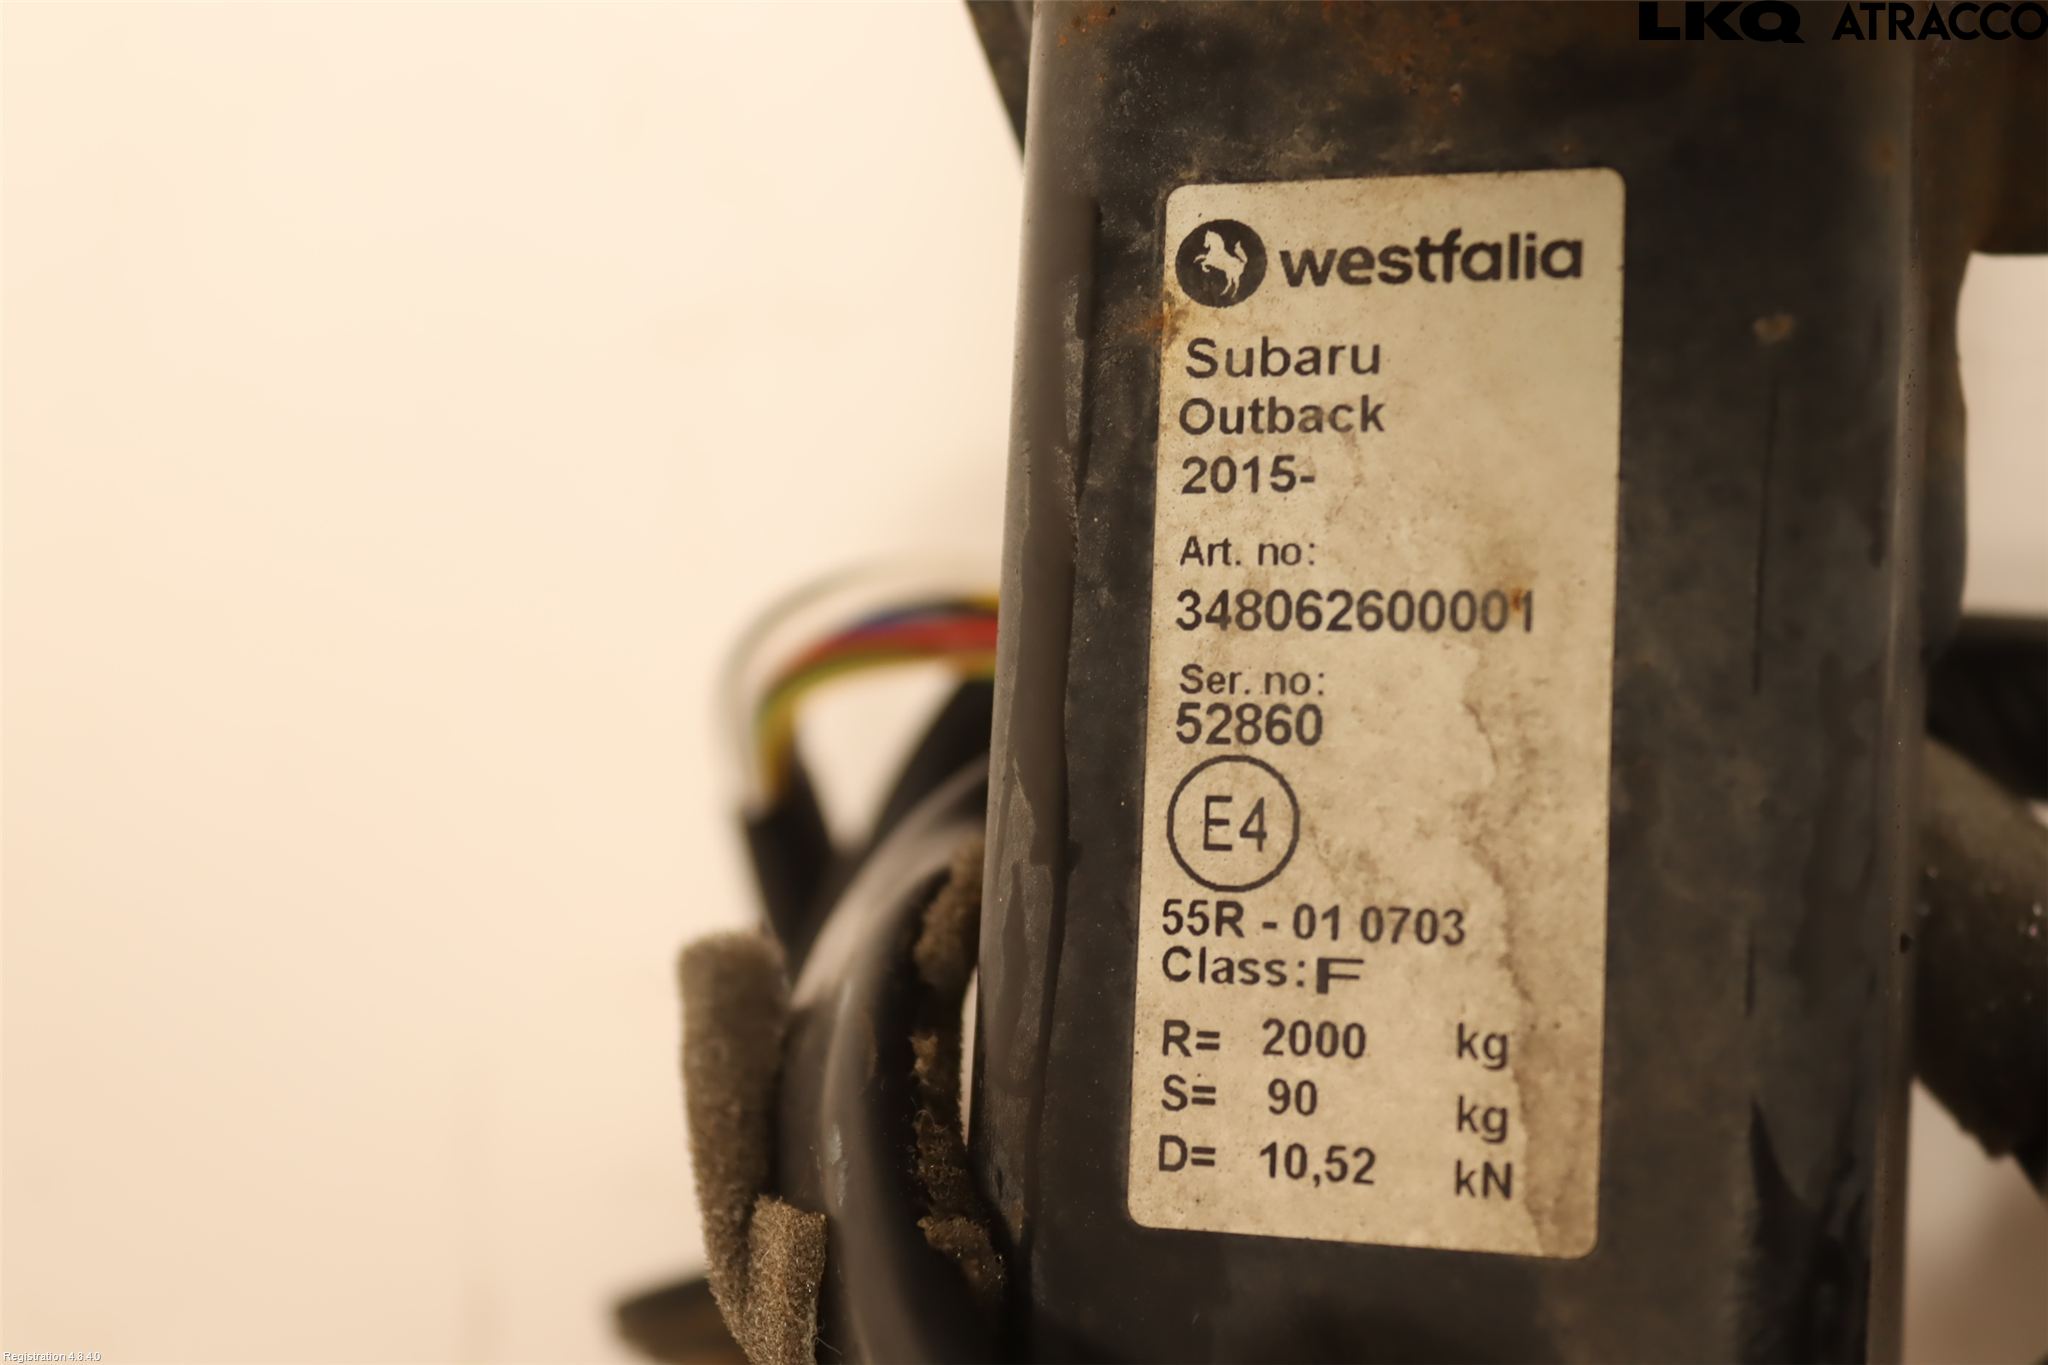 LKQ ATRACCO
westfalia
Subaru
Outback
2015-
Art. no:
348062600001
Ser. no:
52860
E4
55R - 01 0703
Class: F
R= 2000 kg
S= 90 kg
D= 10,52 kN
Registration 4.8.4.0